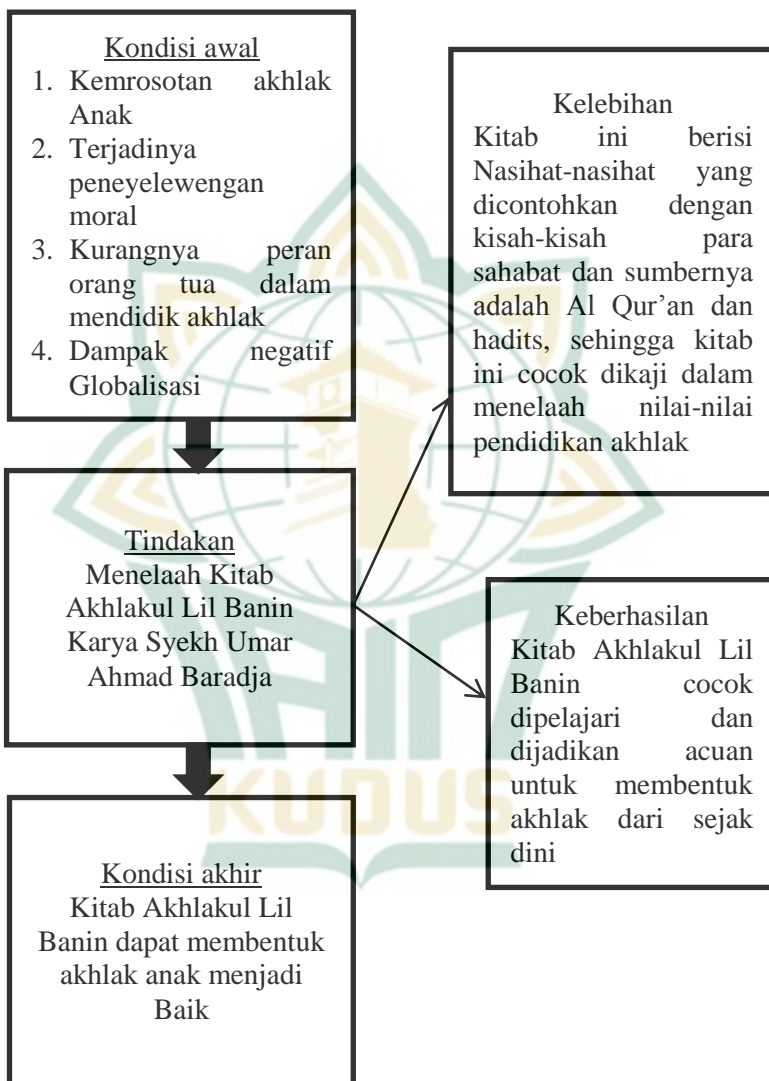 Kondisi awal
1. Kemrosotan akhlak
Anak
2. Terjadinya
peneyelewengan
moral
3. Kurangnya peran
orang tua dalam
mendidik akhlak
4. Dampak negatif
Globalisasi
Kelebihan
Kitab ini berisi
Nasihat-nasihat yang
dicontohkan dengan
kisah-kisah para
sahabat dan sumbernya
adalah Al Qur’an dan
hadits, sehingga kitab
ini cocok dikaji dalam
menelaah nilai-nilai
pendidikan akhlak
Tindakan
Menelaah Kitab
Akhlakul Lil Banin
Karya Syekh Umar
Ahmad Baradja
Keberhasilan
Kitab Akhlakul Lil
Banin cocok
dipelajari dan
dijadikan acuan
untuk membentuk
akhlak dari sejak
dini
Kondisi akhir
Kitab Akhlakul Lil
Banin dapat membentuk
akhlak anak menjadi
Baik
IAIN
KUDUS